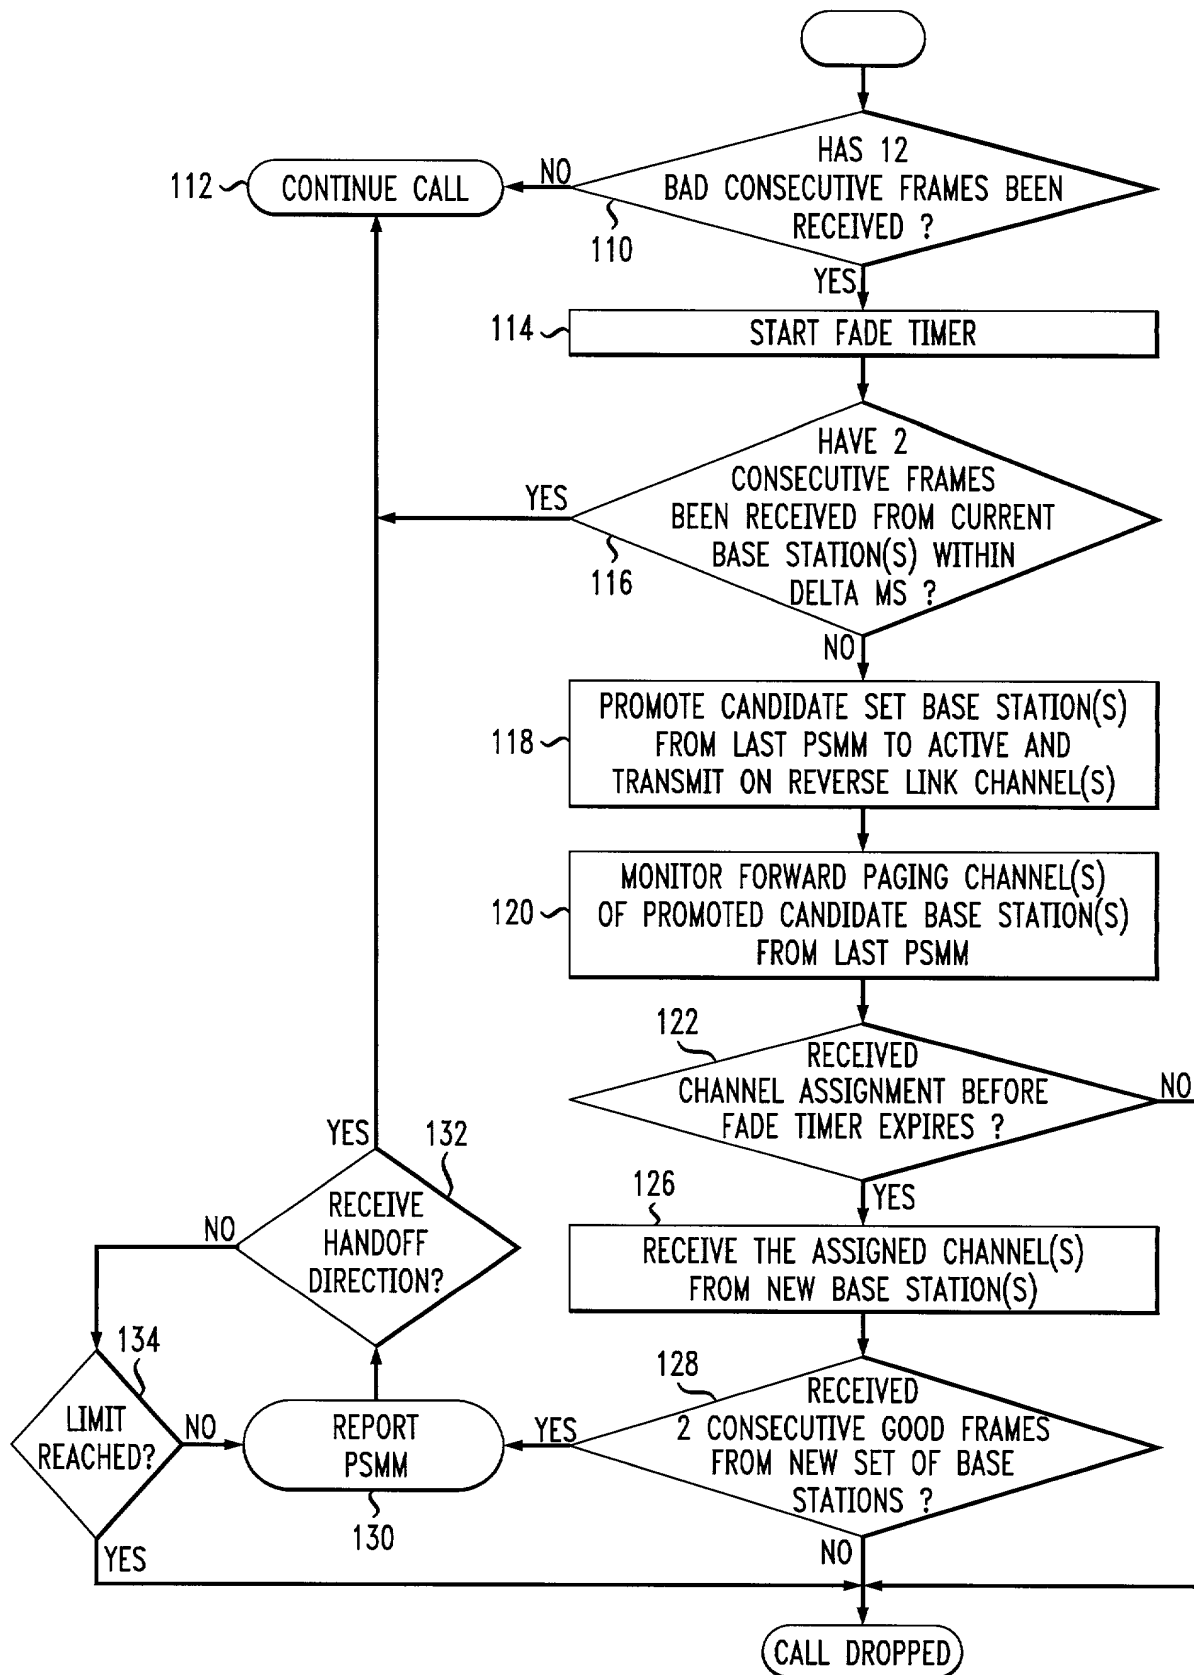 HAS 12
BAD CONSECUTIVE FRAMES BEEN
RECEIVED ?
110
NO
112
CONTINUE CALL
YES
114
START FADE TIMER
HAVE 2
CONSECUTIVE FRAMES
BEEN RECEIVED FROM CURRENT
BASE STATION(S) WITHIN
DELTA MS ?
116
YES
NO
118
PROMOTE CANDIDATE SET BASE STATION(S)
FROM LAST PSMM TO ACTIVE AND
TRANSMIT ON REVERSE LINK CHANNEL(S)
120
MONITOR FORWARD PAGING CHANNEL(S)
OF PROMOTED CANDIDATE BASE STATION(S)
FROM LAST PSMM
122
RECEIVED
CHANNEL ASSIGNMENT BEFORE
FADE TIMER EXPIRES ?
NO
YES
126
RECEIVE THE ASSIGNED CHANNEL(S)
FROM NEW BASE STATION(S)
128
RECEIVED
2 CONSECUTIVE GOOD FRAMES
FROM NEW SET OF BASE
STATIONS ?
YES
NO
REPORT
PSMM
130
YES
132
RECEIVE
HANDOFF
DIRECTION?
NO
134
LIMIT
REACHED?
NO
YES
CALL DROPPED